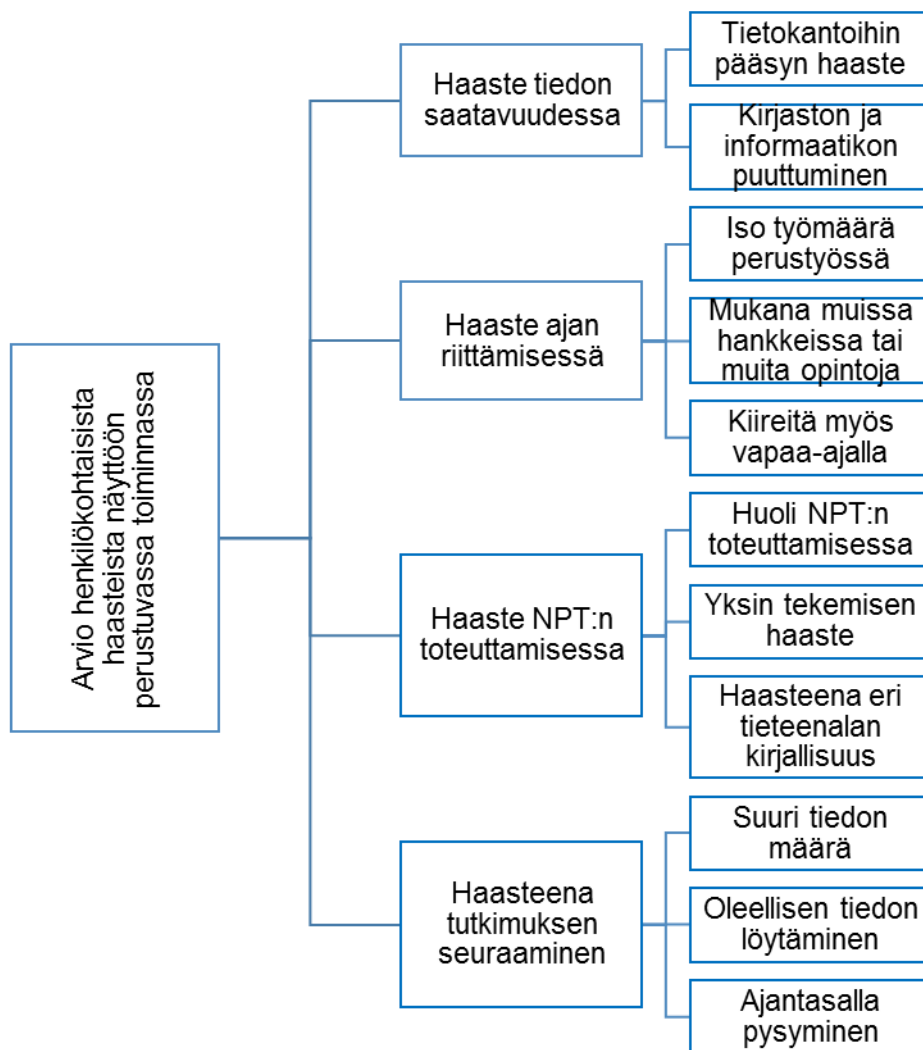 Arvio henkilökohtaisista
haasteista näyttöön
perustuvassa toiminnassa
Haaste tiedon
saatavuudessa
Tietokantoihin
pääsyn haaste
Kirjaston ja
informaatikon
puuttuminen
Haaste ajan
riittämisessä
Iso työmäärä
perustyössä
Mukana muissa
hankkeissa tai
muita opintoja
Kiireitä myös
vapaa-ajalla
Haaste NPT:n
toteuttamisessa
Huoli NPT:n
toteuttamisessa
Yksin tekemisen
haaste
Haasteena eri
tieteenalan
kirjallisuus
Haasteena
tutkimuksen
seuraaminen
Suuri tiedon
määrä
Oleellisen tiedon
löytäminen
Ajantasalla
pysyminen